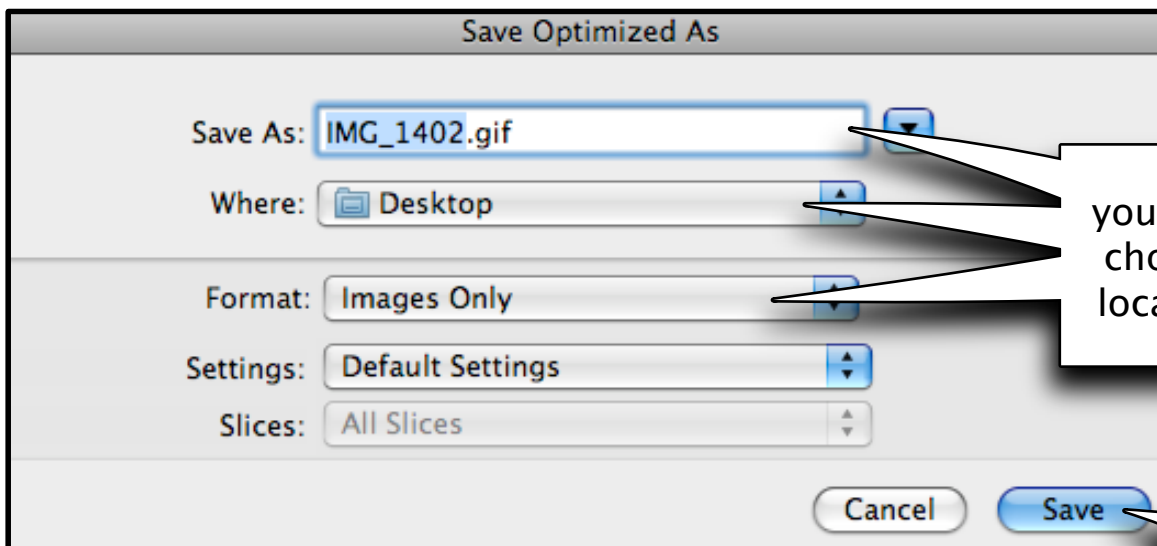 Save Optimized As
Save As: IMG_1402.gif
Where: Desktop
you
Format: Images Only
Settings: Default Settings
Slices: All Slices
Cancel Save